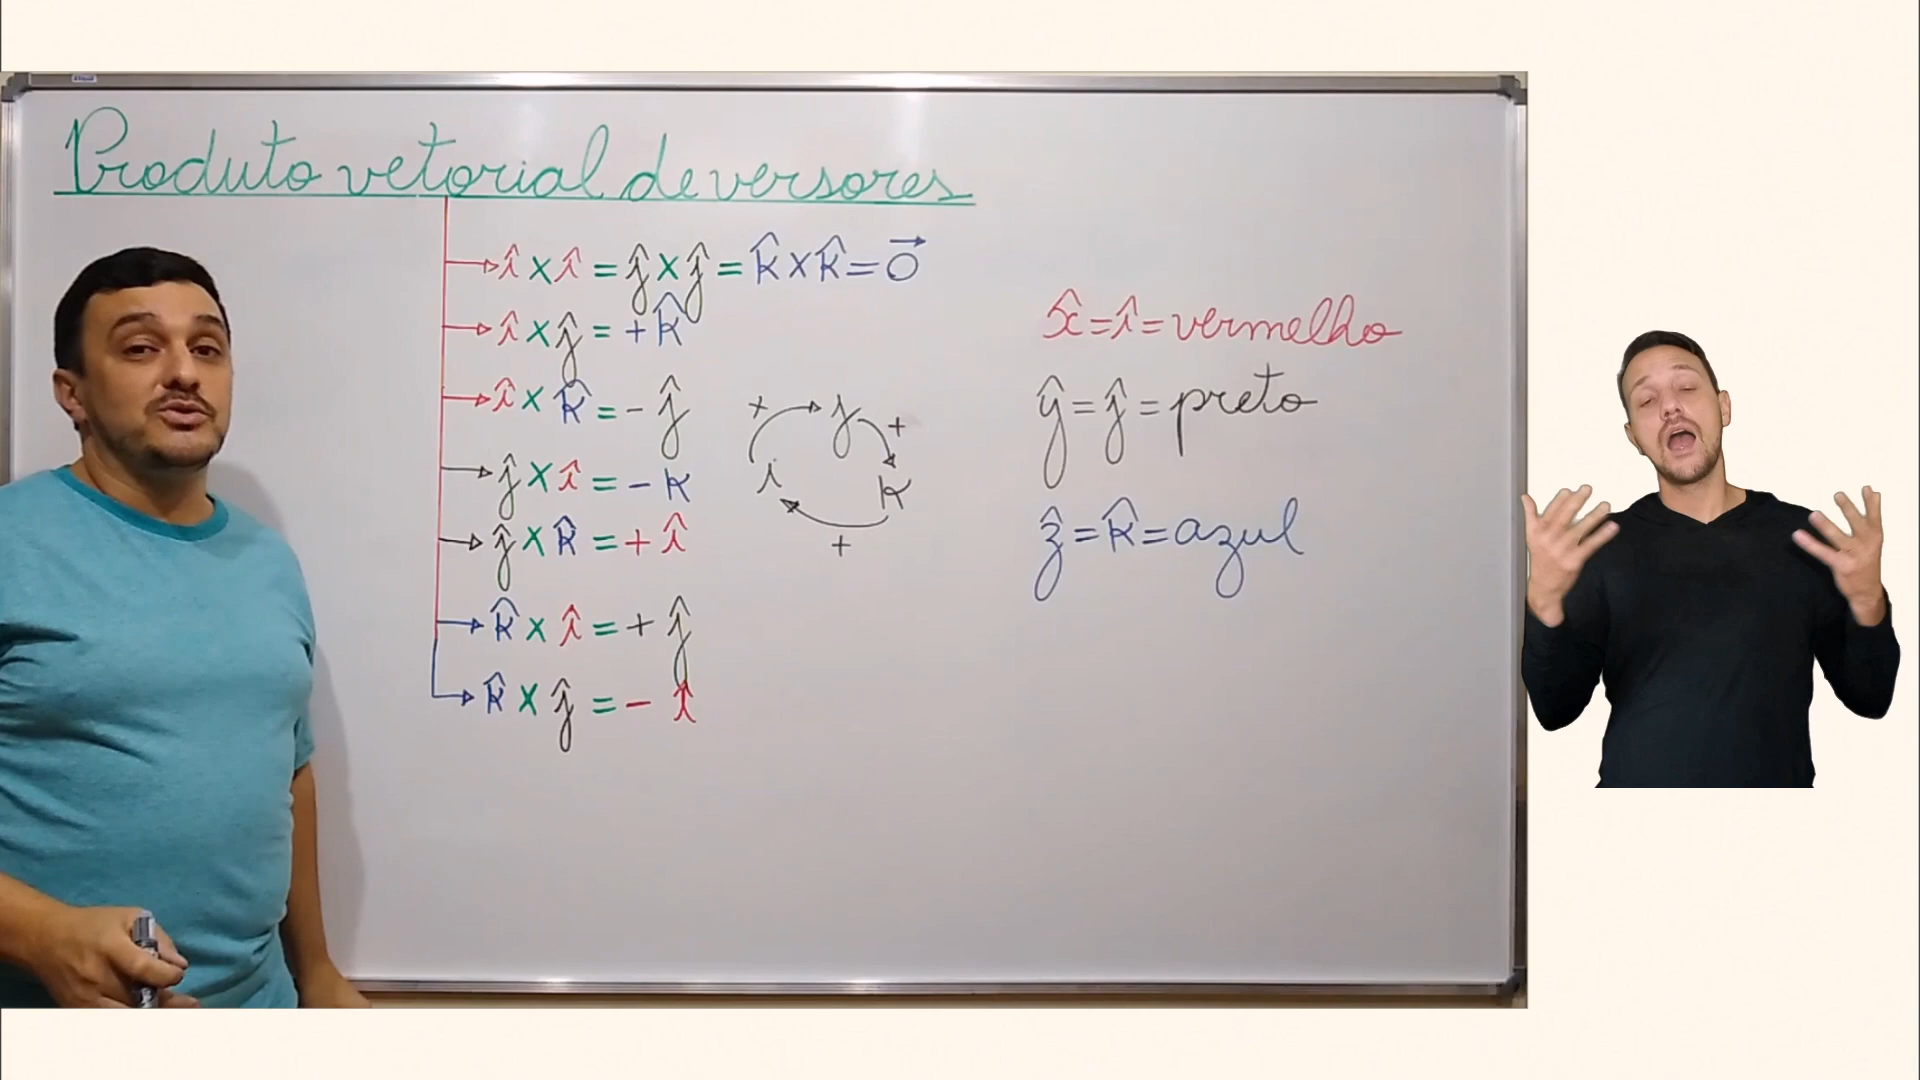 Produto vetorial de versores
î x î = ĵ x ĵ = k̂ x k̂ = 0⃗
î x ĵ = + k̂
î x k̂ = - ĵ
ĵ x î = - k
ĵ x k̂ = + î
k̂ x î = + ĵ
k̂ x ĵ = - î
+ j +
i k
+
x̂ = î = vermelho
ŷ = ĵ = preto
ẑ = k̂ = azul